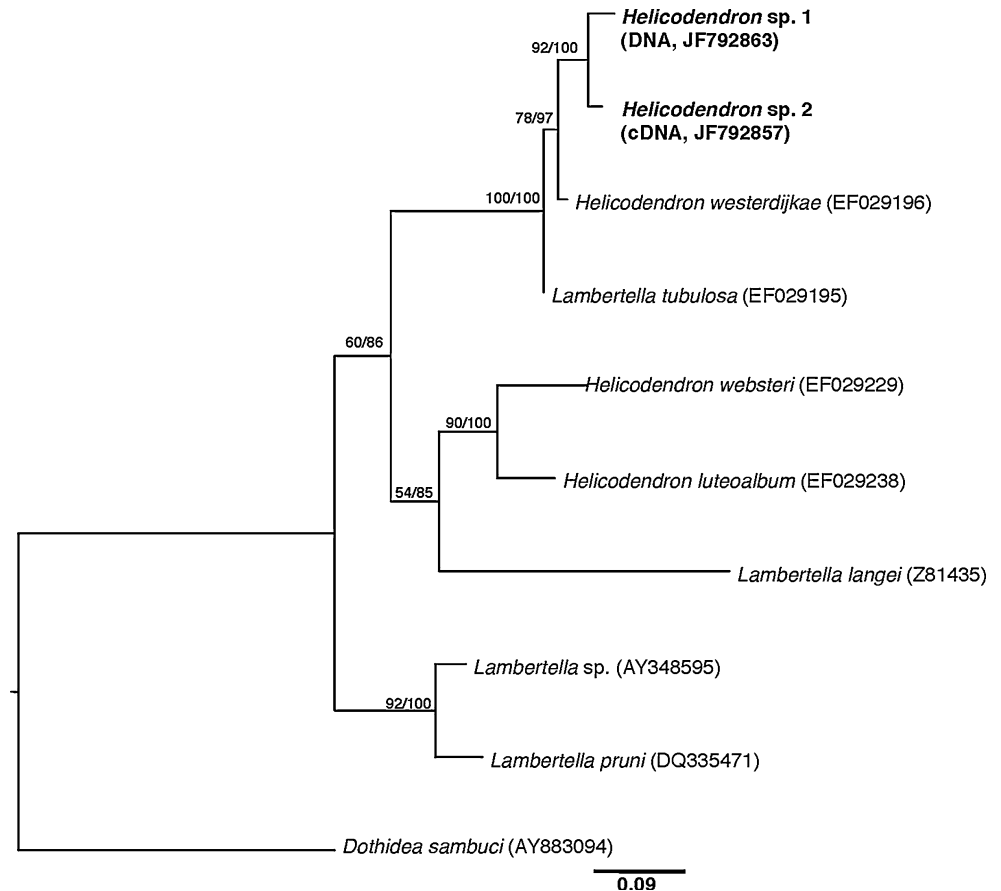 Helicodendron sp. 1
(DNA, JF792863)
92/100
Helicodendron sp. 2
(cDNA, JF792857)
78/97
100/100
Helicodendron westerdijkae (EF029196)
Lambertella tubulosa (EF029195)
60/86
Helicodendron websteri (EF029229)
90/100
Helicodendron luteoalbum (EF029238)
54/85
Lambertella langei (Z81435)
Lambertella sp. (AY348595)
92/100
Lambertella pruni (DQ335471)
Dothidea sambuci (AY883094)
0.09